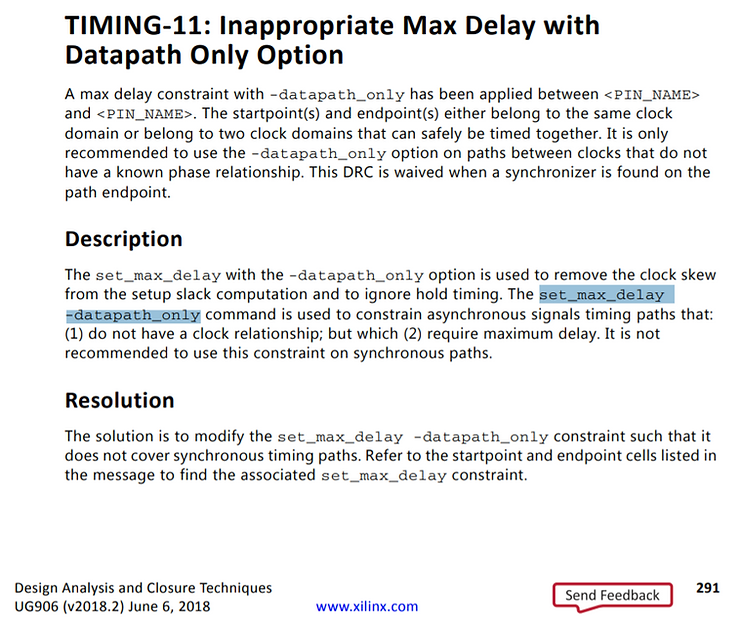 TIMING-11: Inappropriate Max Delay with
Datapath Only Option
A max delay constraint with -datapath_only has been applied between <PIN_NAME>
and <PIN_NAME>. The startpoint(s) and endpoint(s) either belong to the same clock
domain or belong to two clock domains that can safely be timed together. It is only
recommended to use the -datapath_only option on paths between clocks that do not
have a known phase relationship. This DRC is waived when a synchronizer is found on the
path endpoint.
Description
The set_max_delay with the -datapath_only option is used to remove the clock skew
from the setup slack computation and to ignore hold timing. The set_max_delay
-datapath_only command is used to constrain asynchronous signals timing paths that:
(1) do not have a clock relationship; but which (2) require maximum delay. It is not
recommended to use this constraint on synchronous paths.
Resolution
The solution is to modify the set_max_delay -datapath_only constraint such that it
does not cover synchronous timing paths. Refer to the startpoint and endpoint cells listed in
the message to find the associated set_max_delay constraint.
Design Analysis and Closure Techniques
UG906 (v2018.2) June 6, 2018
www.xilinx.com
Send Feedback
291